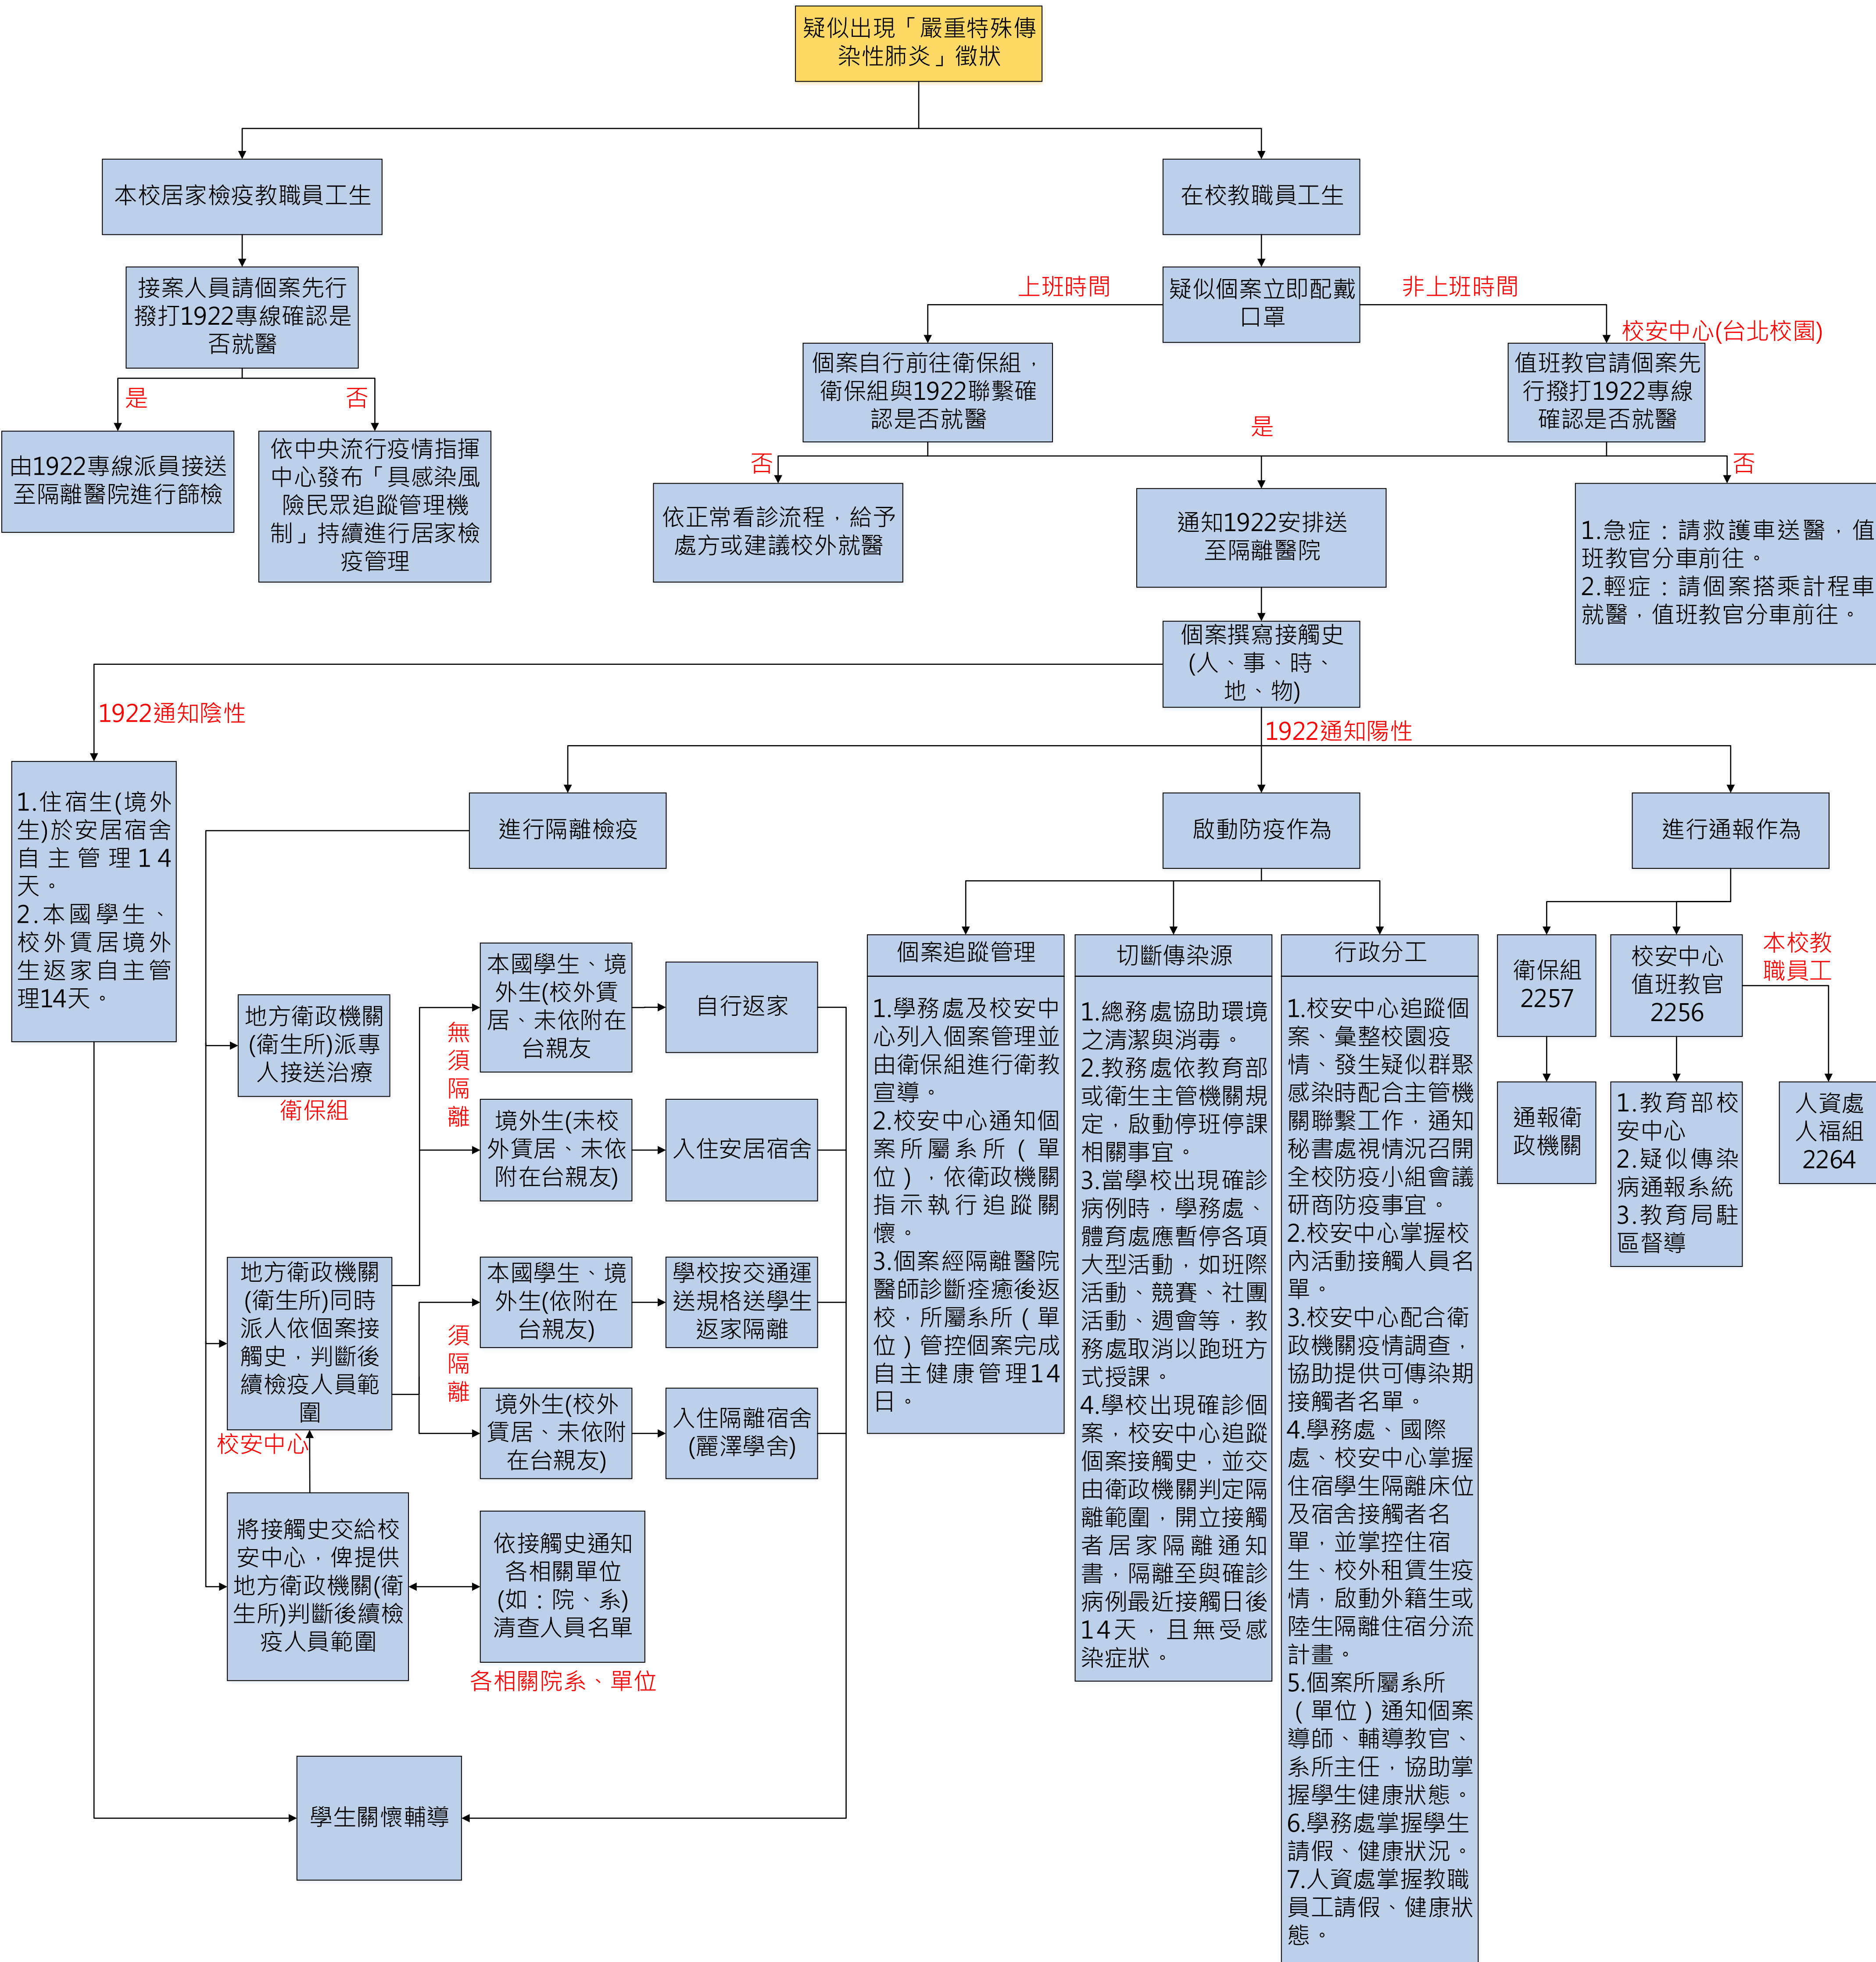 疑似出現「嚴重特殊傳
染性肺炎」徵狀
本校居家檢疫教職員工生
在校教職員工生
接案人員請個案先行
撥打1922專線確認是
否就醫
上班時間
疑似個案立即配戴
口罩
非上班時間
校安中心(台北校園)
是
否
個案自行前往衛保組，
衛保組與1922聯繫確
認是否就醫
值班教官請個案先
行撥打1922專線
確認是否就醫
由1922專線派員接送
至隔離醫院進行篩檢
依中央流行疫情指揮
中心發布「具感染風
險民眾追蹤管理機
制」持續進行居家檢
疫管理
否
是
否
依正常看診流程，給予
處方或建議校外就醫
通知1922安排送
至隔離醫院
1.急症：請救護車送醫，值
班教官分車前往。
2.輕症：請個案搭乘計程車
就醫，值班教官分車前往。
個案撰寫接觸史
(人、事、時、
地、物)
1922通知陰性
1922通知陽性
1.住宿生(境外
生)於安居宿舍
自主管理14
天。
2.本國學生、
校外賃居境外
生返家自主管
理14天。
進行隔離檢疫
啟動防疫作為
進行通報作為
地方衛政機關
(衛生所)派專
人接送治療
衛保組
無
須
隔
離
本國學生、境
外生(校外賃
居、未依附在
台親友
自行返家
境外生(未校
外賃居、未依
附在台親友)
入住安居宿舍
地方衛政機關
(衛生所)同時
派人依個案接
觸史，判斷後
續檢疫人員範
圍
校安中心
須
隔
離
本國學生、境
外生(依附在
台親友)
學校按交通運
送規格送學生
返家隔離
境外生(校外
賃居、未依附
在台親友)
入住隔離宿舍
(麗澤學舍)
將接觸史交給校
安中心，俾提供
地方衛政機關(衛
生所)判斷後續檢
疫人員範圍
依接觸史通知
各相關單位
(如：院、系)
清查人員名單
各相關院系、單位
學生關懷輔導
個案追蹤管理
1.學務處及校安中
心列入個案管理並
由衛保組進行衛教
宣導。
2.校安中心通知個
案所屬系所（單
位），依衛政機關
指示執行追蹤關
懷。
3.個案經隔離醫院
醫師診斷痊癒後返
校，所屬系所（單
位）管控個案完成
自主健康管理14
日。
切斷傳染源
1.總務處協助環境
之清潔與消毒。
2.教務處依教育部
或衛生主管機關規
定，啟動停班停課
相關事宜。
3.當學校出現確診
病例時，學務處、
體育處應暫停各項
大型活動，如班際
活動、競賽、社團
活動、週會等，教
務處取消以跑班方
式授課。
4.學校出現確診個
案，校安中心追蹤
個案接觸史，並交
由衛政機關判定隔
離範圍，開立接觸
者居家隔離通知
書，隔離至與確診
病例最近接觸日後
14天，且無受感
染症狀。
行政分工
1.校安中心追蹤個
案、彙整校園疫
情、發生疑似群聚
感染時配合主管機
關聯繫工作，通知
秘書處視情況召開
全校防疫小組會議
研商防疫事宜。
2.校安中心掌握校
內活動接觸人員名
單。
3.校安中心配合衛
政機關疫情調查，
協助提供可傳染期
接觸者名單。
4.學務處、國際
處、校安中心掌握
住宿學生隔離床位
及宿舍接觸者名
單，並掌控住宿
生、校外租賃生疫
情，啟動外籍生或
陸生隔離住宿分流
計畫。
5.個案所屬系所
（單位）通知個案
導師、輔導教官、
系所主任，協助掌
握學生健康狀態。
6.學務處掌握學生
請假、健康狀況。
7.人資處掌握教職
員工請假、健康狀
態。
衛保組
2257
校安中心
值班教官
2256
本校教
職員工
通報衛
政機關
1.教育部校
安中心
2.疑似傳染
病通報系統
3.教育局駐
區督導
人資處
人福組
2264